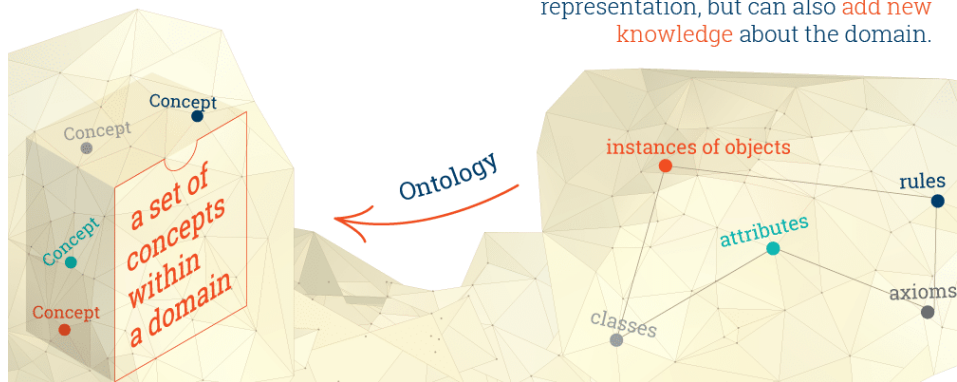 representation, but can also add new
knowledge about the domain.
Concept
Concept
Concept
Concept
a set of
concepts
within
a domain
Ontology
instances of objects
rules
attributes
axioms
classes